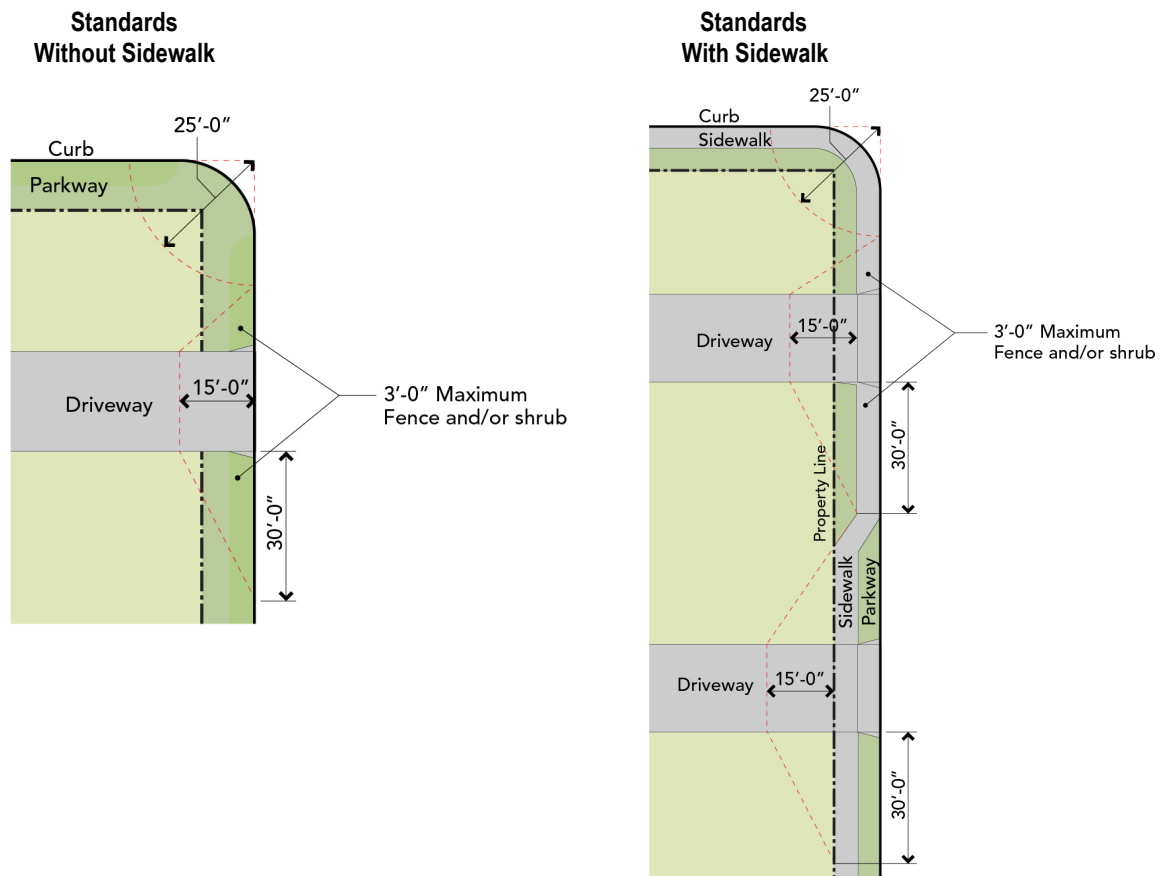 Standards
Without Sidewalk
25’-0”
Curb
Parkway
15’-0”
Driveway
3’-0” Maximum
Fence and/or shrub
30’-0”
Standards
With Sidewalk
25’-0”
Curb
Sidewalk
15’-0”
Driveway
3’-0” Maximum
Fence and/or shrub
30’-0”
Property Line
Sidewalk
Parkway
15’-0”
Driveway
30’-0”